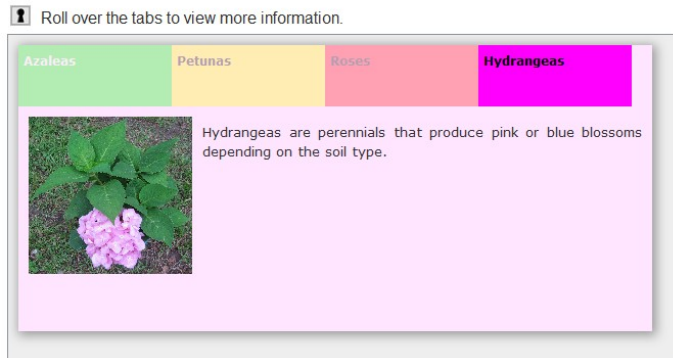 Roll over the tabs to view more information.
Azaleas Petunas Roses Hydrangeas
Hydrangeas are perennials that produce pink or blue blossoms
depending on the soil type.